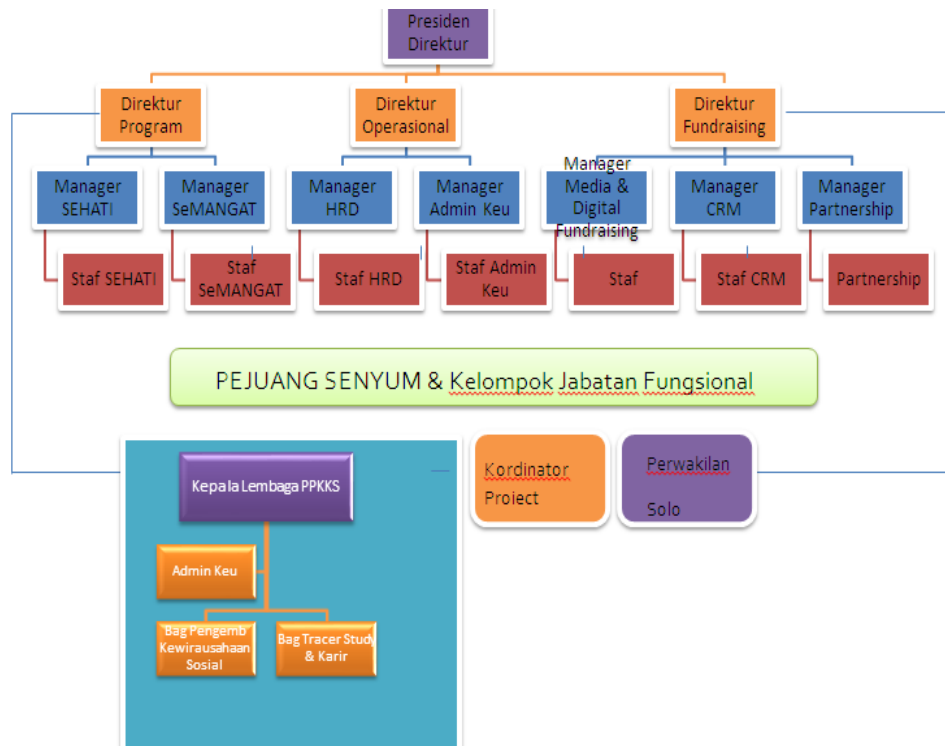 Presiden
Direktur
Direktur
Program
Direktur
Operasional
Direktur
Fundraising
Manager
SEHATI
Manager
SeMANGAT
Manager
HRD
Manager
Admin Keu
Manager
Media &
Digital
Fundraising
Manager
CRM
Manager
Partnership
Staf SEHATI
Staf
SeMANGAT
Staf HRD
Staf Admin
Keu
Staf
Staf CRM
Partnership
PEJUANG SENYUM & Kelompok Jabatan Fungsional
Kepala Lembaga PPKKS
Admin Keu
Bag Pengemb
Kewirausahaan
Sosial
Bag Tracer Study
& Karir
Kordinator
Project
Perwakilan
Solo